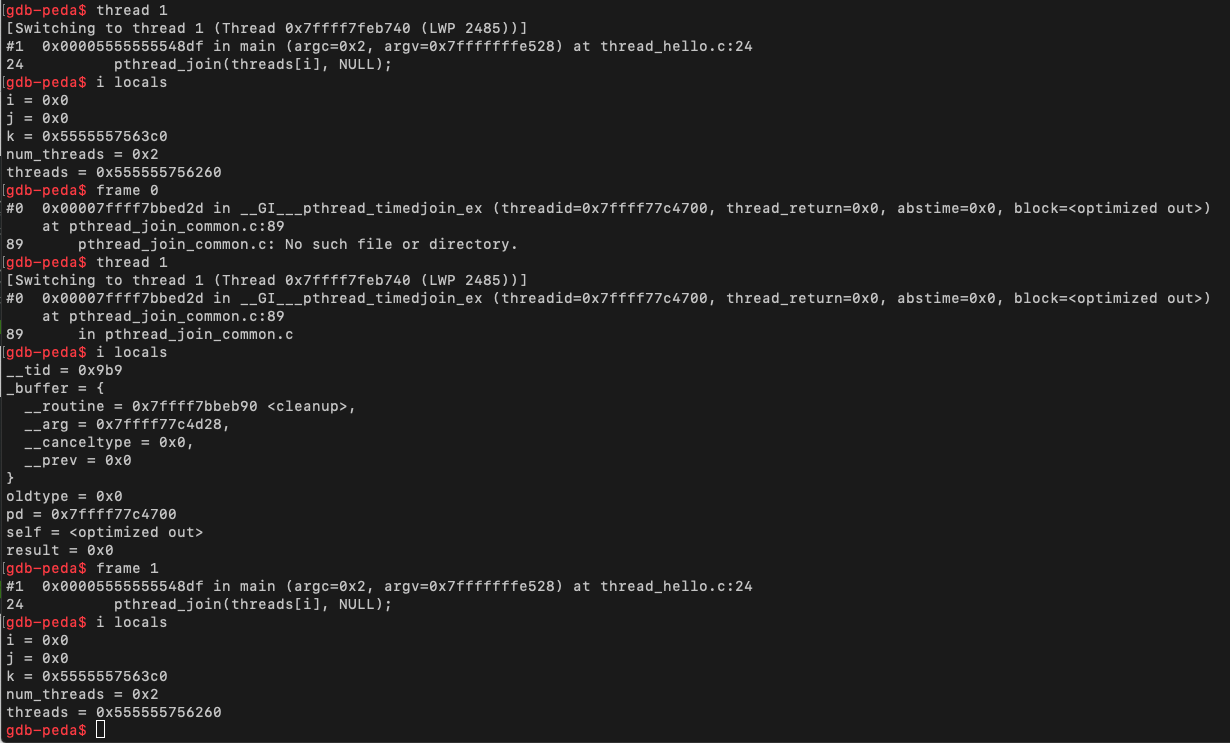 gdb-peda$ thread 1
[Switching to thread 1 (Thread 0x7ffff7feb740 (LWP 2485))]
#1  0x00005555555548df in main (argc=0x2, argv=0x7fffffffe528) at thread_hello.c:24
24          pthread_join(threads[i], NULL);
gdb-peda$ i locals
i = 0x0
j = 0x0
k = 0x5555557563c0
num_threads = 0x2
threads = 0x555555756260
gdb-peda$ frame 0
#0  0x00007ffff7bbed2d in __GI___pthread_timedjoin_ex (threadid=0x7ffff77c4700, thread_return=0x0, abstime=0x0, block=<optimized out>)
    at pthread_join_common.c:89
89      pthread_join_common.c: No such file or directory.
gdb-peda$ thread 1
[Switching to thread 1 (Thread 0x7ffff7feb740 (LWP 2485))]
#0  0x00007ffff7bbed2d in __GI___pthread_timedjoin_ex (threadid=0x7ffff77c4700, thread_return=0x0, abstime=0x0, block=<optimized out>)
    at pthread_join_common.c:89
89      in pthread_join_common.c
gdb-peda$ i locals
__tid = 0x9b9
_buffer = {
  __routine = 0x7ffff7bbeb90 <cleanup>,
  __arg = 0x7ffff77c4d28,
  __canceltype = 0x0,
  __prev = 0x0
}
oldtype = 0x0
pd = 0x7ffff77c4700
self = <optimized out>
result = 0x0
gdb-peda$ frame 1
#1  0x00005555555548df in main (argc=0x2, argv=0x7fffffffe528) at thread_hello.c:24
24          pthread_join(threads[i], NULL);
gdb-peda$ i locals
i = 0x0
j = 0x0
k = 0x5555557563c0
num_threads = 0x2
threads = 0x555555756260
gdb-peda$